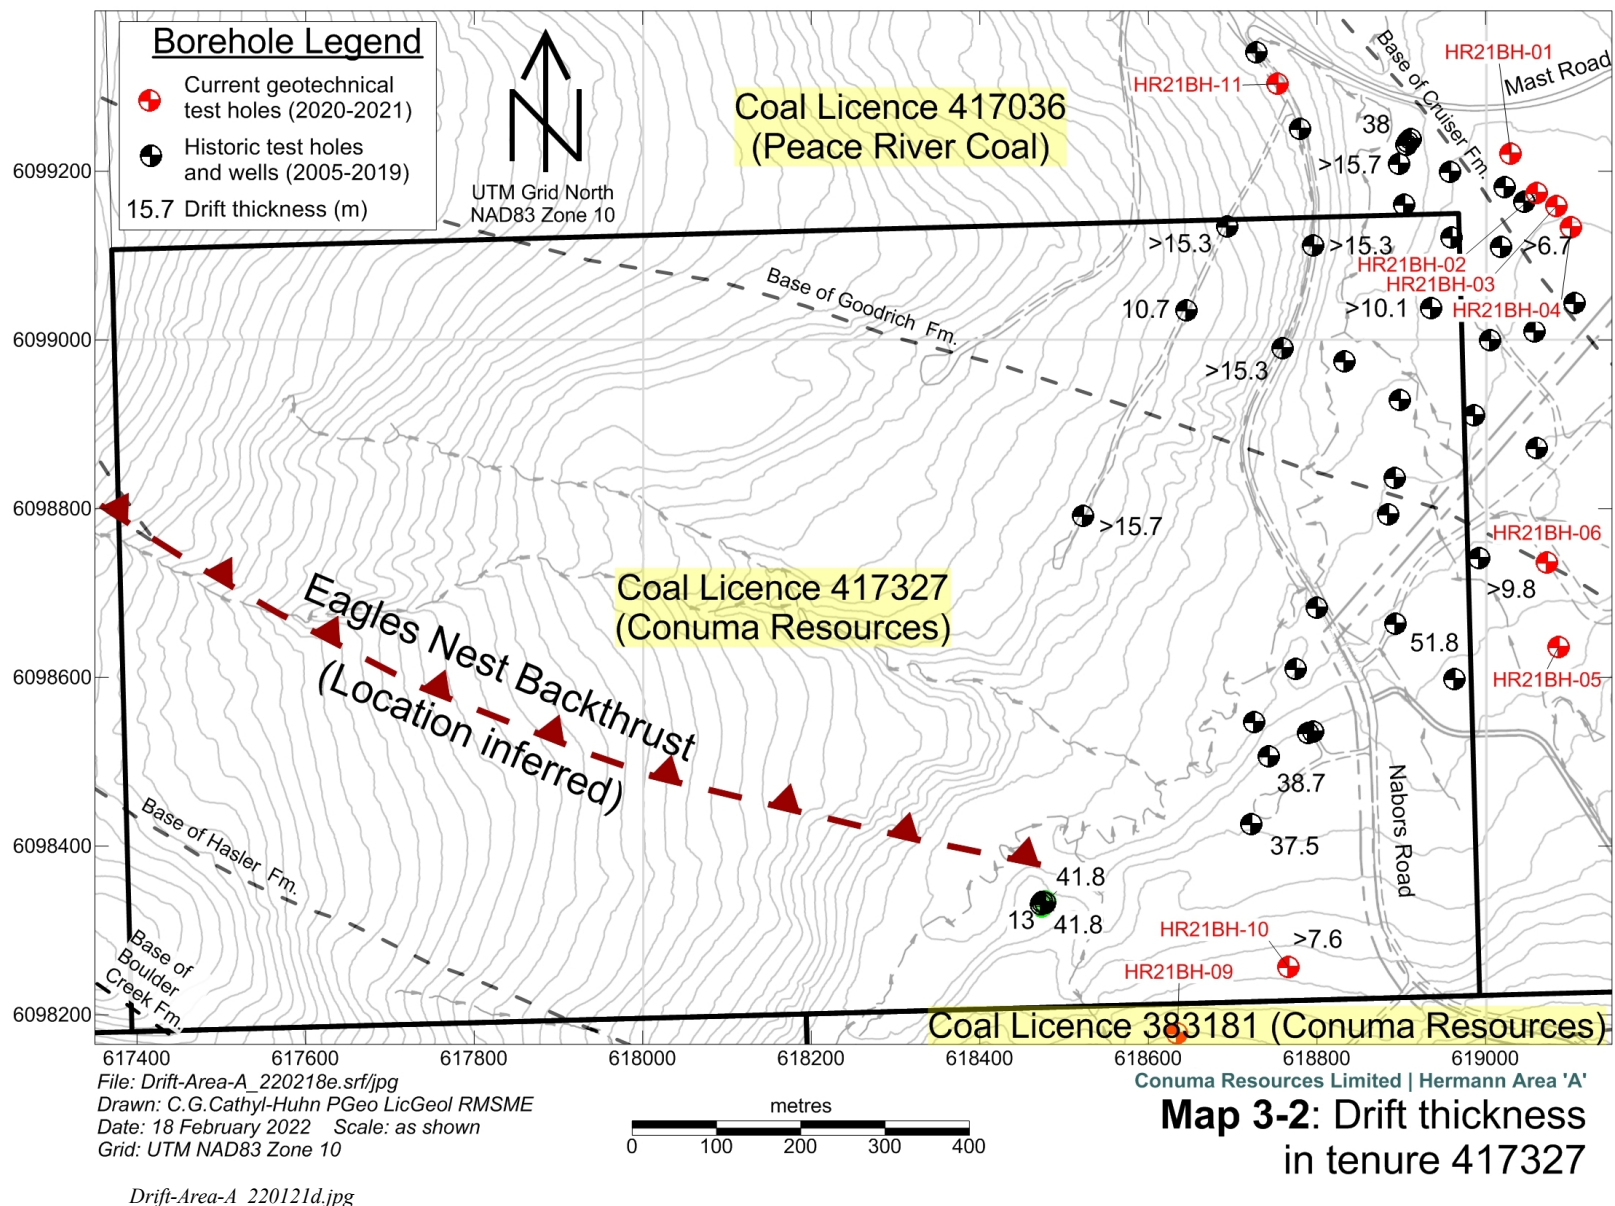 Borehole Legend
Current geotechnical
test holes (2020-2021)
Historic test holes
and wells (2005-2019)
15.7 Drift thickness (m)
UTM Grid North
NAD83 Zone 10
Coal Licence 417036
(Peace River Coal)
HR21BH-11
HR21BH-01
Mast Road
Base of Cruiser Fm.
38
>15.7
6099200
>15.3
>15.3
>6.7
HR21BH-02
HR21BH-03
HR21BH-04
Base of Goodrich Fm.
10.7
>10.1
6099000
>15.3
6098800
>15.7
HR21BH-06
Coal Licence 417327
(Conuma Resources)
>9.8
Eagles Nest Backthrust
(Location inferred)
51.8
6098600
HR21BH-05
38.7
Nabors Road
Base of Hasler Fm.
6098400
37.5
41.8
13
41.8
HR21BH-10
>7.6
HR21BH-09
Base of
Boulder
Creek Fm.
6098200
Coal Licence 383181 (Conuma Resources)
617400
617600
617800
618000
618200
618400
618600
618800
619000
File: Drift-Area-A_220218e.srf/jpg
Drawn: C.G.Cathyl-Huhn PGeo LicGeol RMSME
Date: 18 February 2022 Scale: as shown
Grid: UTM NAD83 Zone 10
metres
0 100 200 300 400
Conuma Resources Limited | Hermann Area 'A'
Map 3-2: Drift thickness
in tenure 417327
Drift-Area-A_220121d.jpg